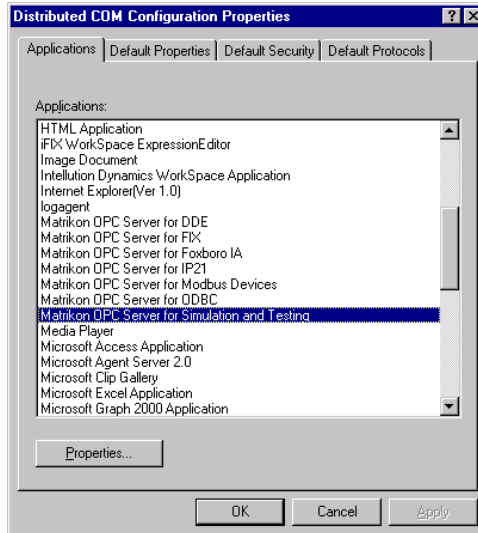 Distributed COM Configuration Properties
Applications Default Properties Default Security Default Protocols
Applications:
HTML Application
iFIX WorkSpace ExpressionEditor
Image Document
Intellution Dynamics WorkSpace Application
Internet Explorer(Ver 1.0)
logagent
Matrikon OPC Server for DDE
Matrikon OPC Server for FIX
Matrikon OPC Server for Foxboro IA
Matrikon OPC Server for IP21
Matrikon OPC Server for Modbus Devices
Matrikon OPC Server for ODBC
Matrikon OPC Server for Simulation and Testing
Media Player
Microsoft Access Application
Microsoft Agent Server 2.0
Microsoft Clip Gallery
Microsoft Excel Application
Microsoft Graph 2000 Application
Properties...
OK Cancel Apply